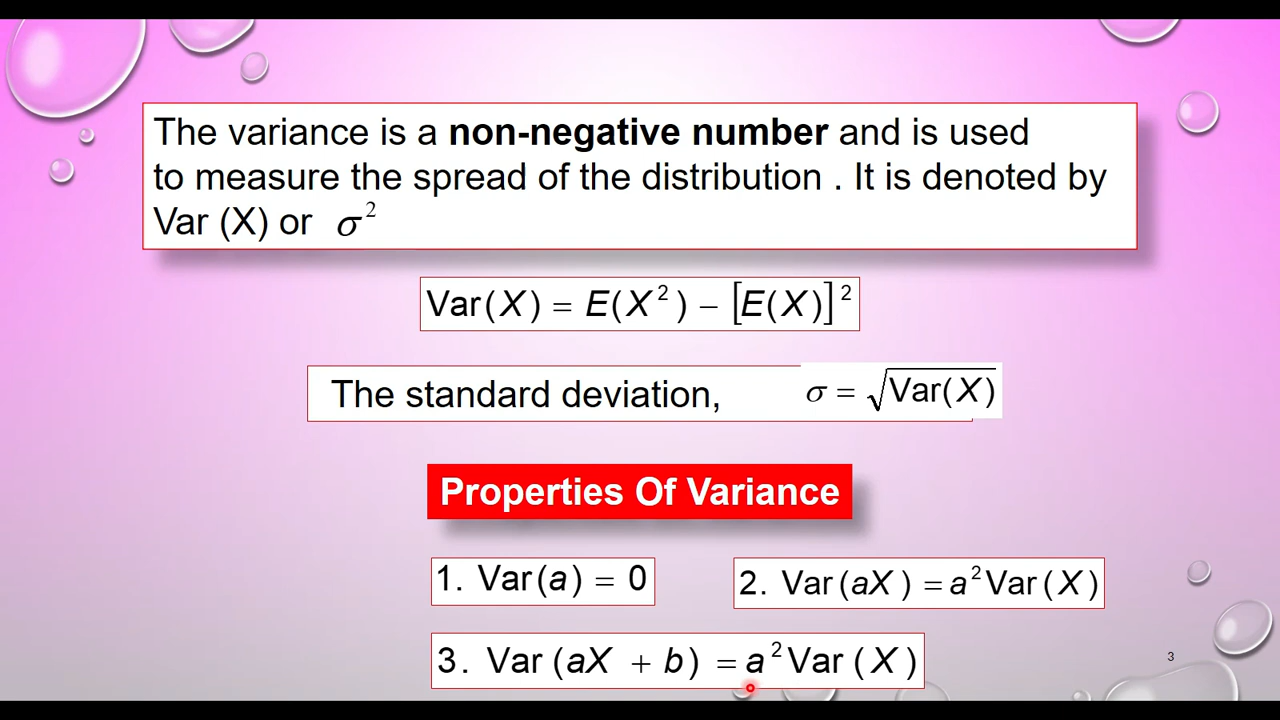 The variance is a non-negative number and is used
to measure the spread of the distribution . It is denoted by
Var (X) or σ²
Var(X) = E(X²) − [E(X)]²
The standard deviation, σ = √Var(X)
Properties Of Variance
1. Var(a) = 0
2. Var(aX) = a²Var(X)
3. Var(aX + b) = a²Var(X)
3